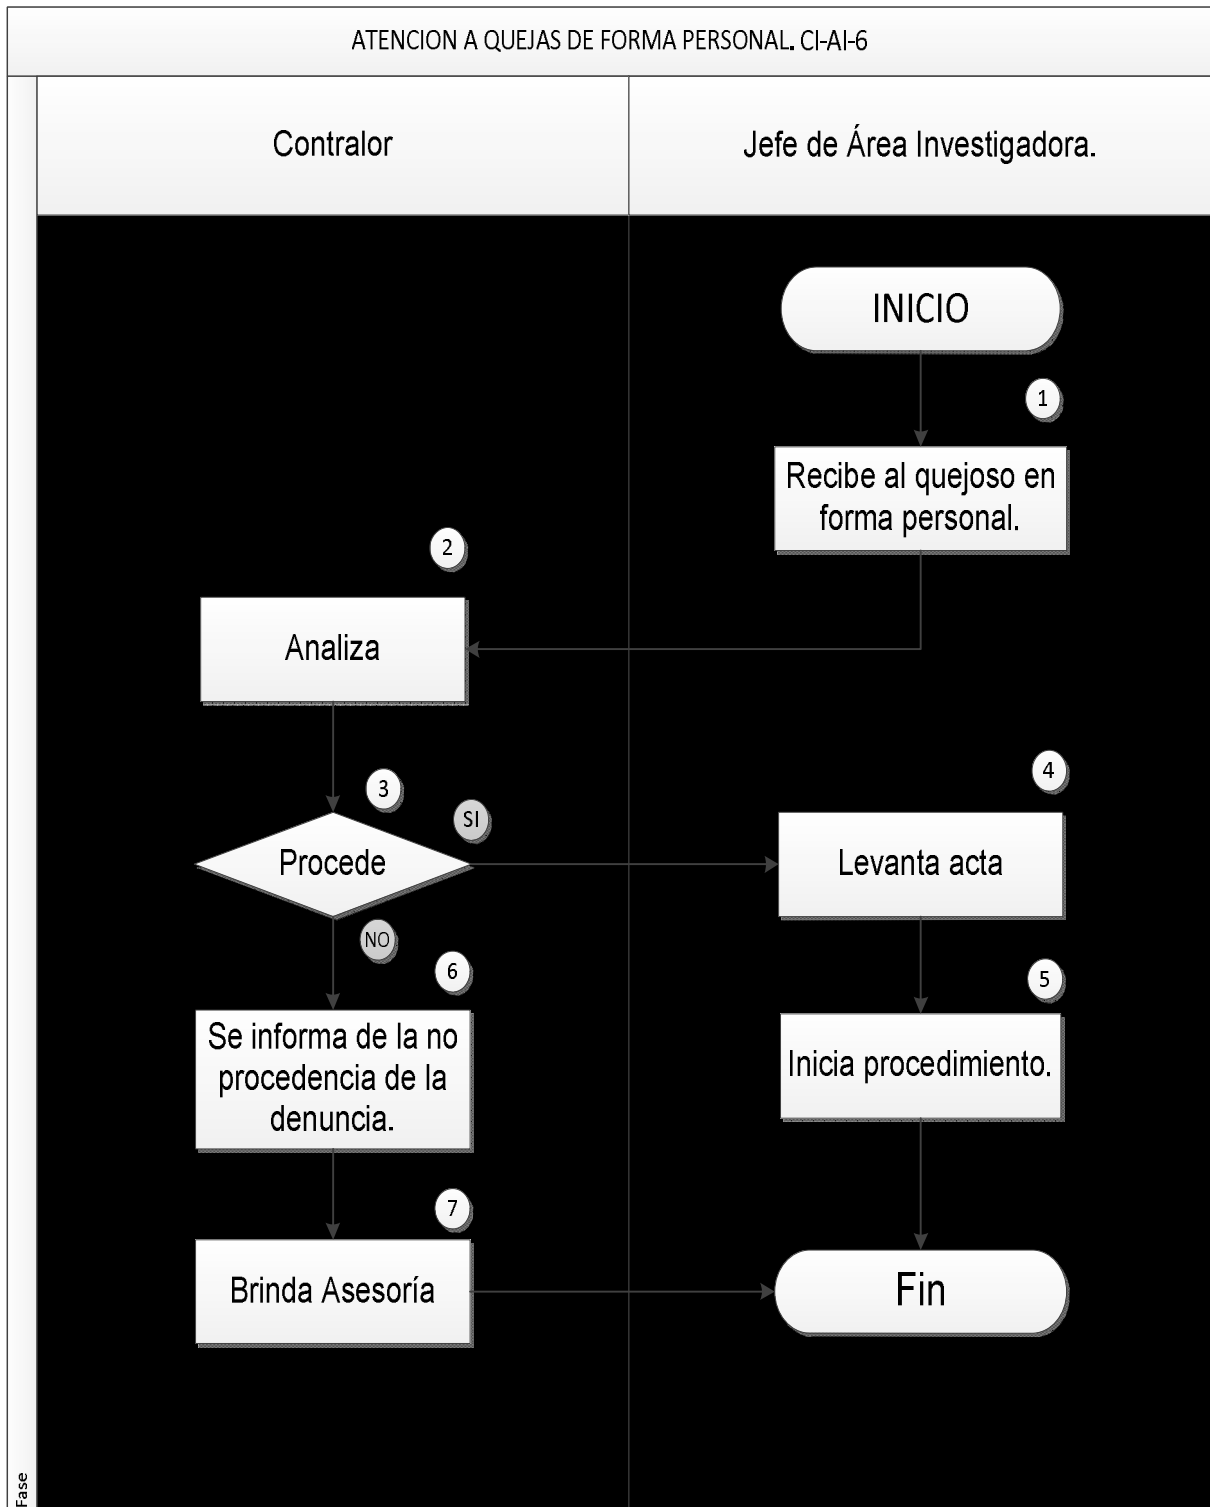 ATENCION A QUEJAS DE FORMA PERSONAL. CI-AI-6
Contralor
Jefe de Área Investigadora.
INICIO
1
Recibe al quejoso en
forma personal.
2
Analiza
3
Procede
SI
4
Levanta acta
NO
6
Se informa de la no
procedencia de la
denuncia.
5
Inicia procedimiento.
7
Brinda Asesoría
Fin
Fase